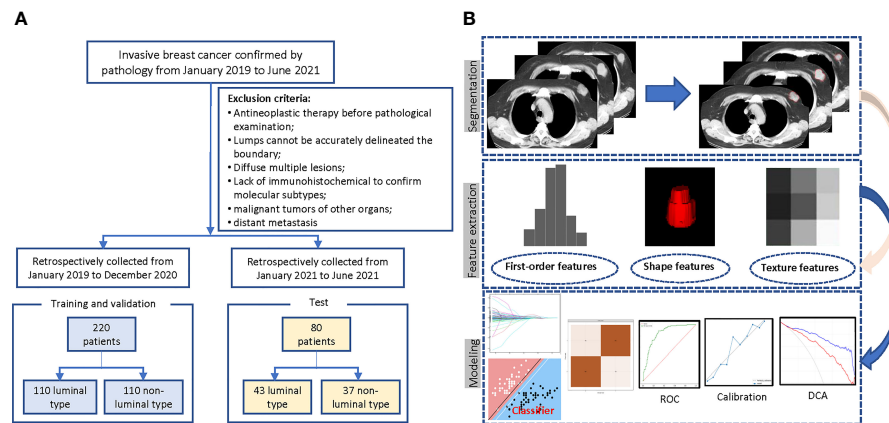 A
Invasive breast cancer confirmed by
pathology from January 2019 to June 2021
Exclusion criteria:
• Antineoplastic therapy before pathological
examination;
• Lumps cannot be accurately delineated the
boundary;
• Diffuse multiple lesions;
• Lack of immunohistochemical to confirm
molecular subtypes;
• malignant tumors of other organs;
• distant metastasis
Retrospectively collected from
January 2019 to December 2020
Retrospectively collected from
January 2021 to June 2021
Training and validation
220
patients
110 luminal
type
110 non-
luminal type
Test
80
patients
43 luminal
type
37 non-
luminal type
B
Segmentation
Feature extraction
First-order features
Shape features
Texture features
Modeling
Classifier
ROC
Calibration
DCA